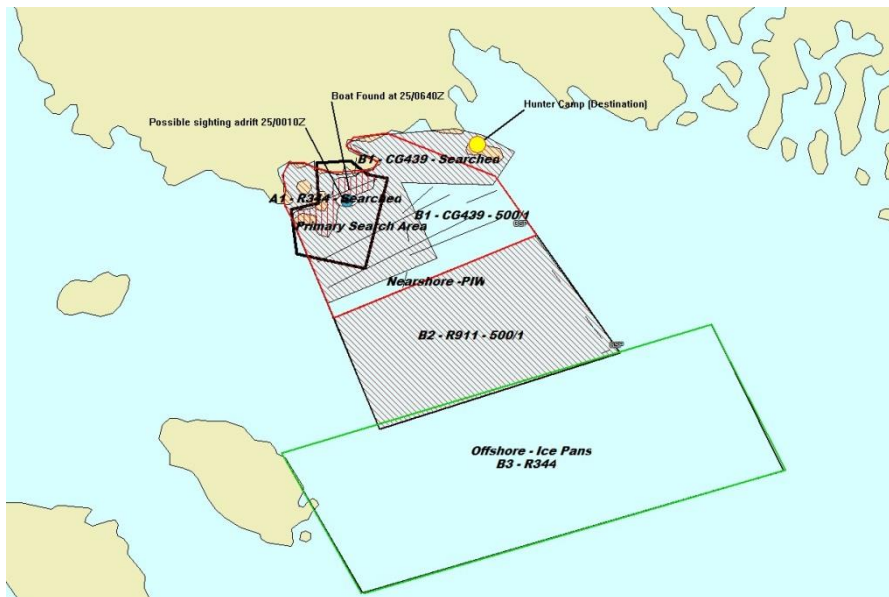 Boat Found at 25/0640Z
Hunter Camp (Destination)
Possible sighting adrift 25/0010Z
B1 - CG439 - Searched
A1 - R344 - Searched
B1 - CG439 - 500/1
Primary Search Area
Nearshore -PIW
B2 - R911 - 500/1
Offshore - Ice Pans
B3 - R344